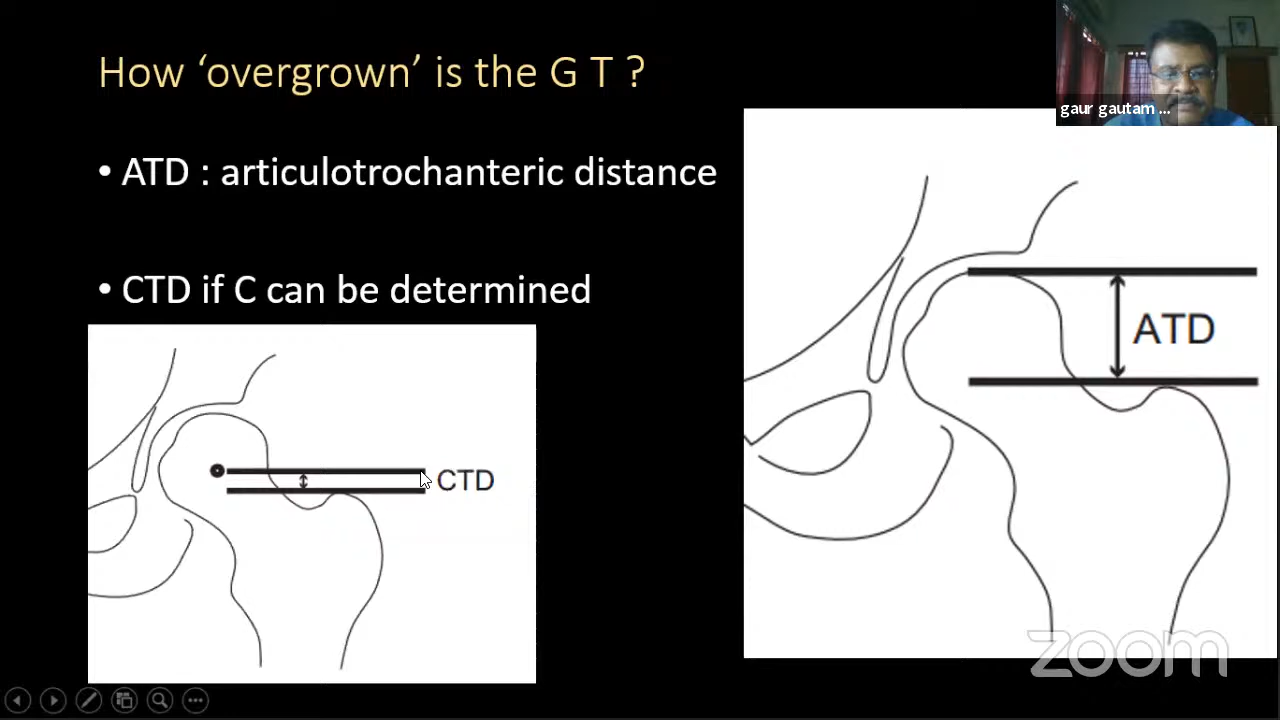 How ‘overgrown’ is the G T ?
gaur gautam ...
• ATD : articulotrochanteric distance
• CTD if C can be determined
ATD
CTD
zoom